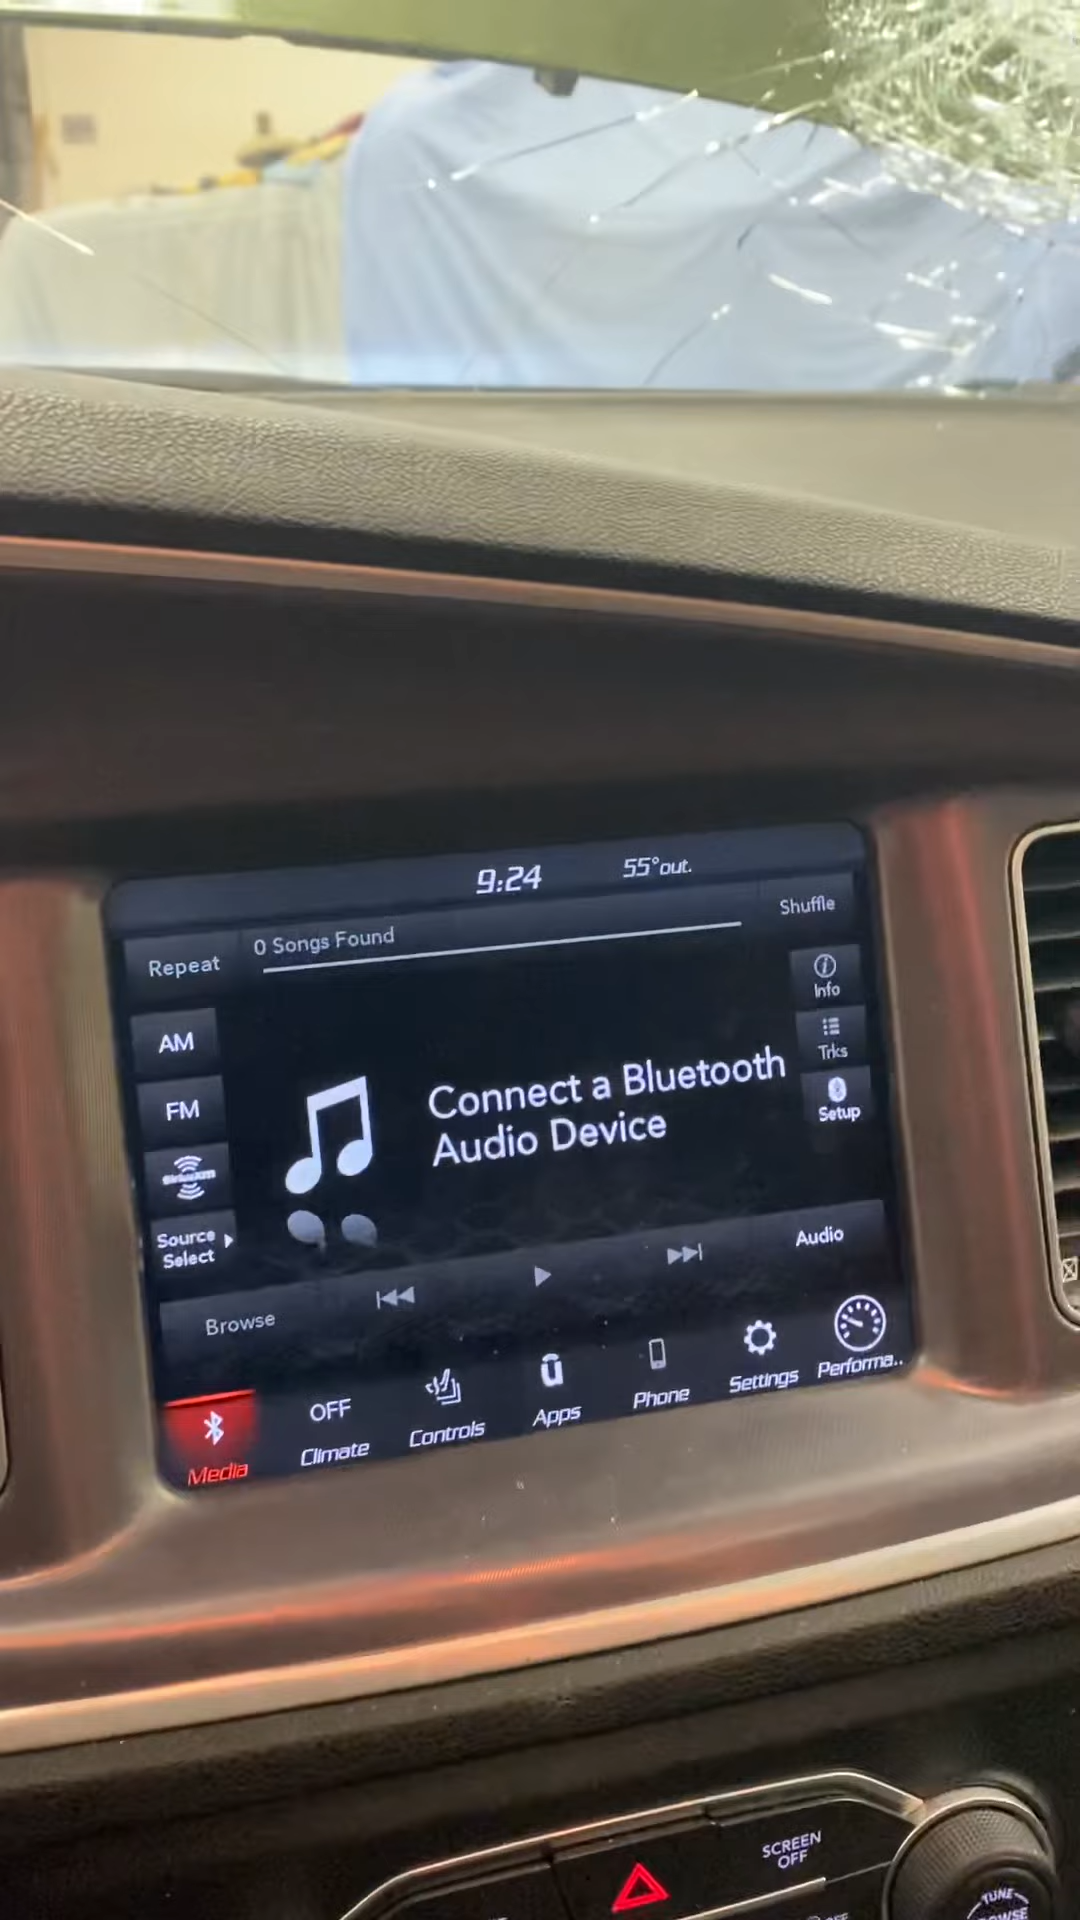 9:24 55°out.
Repeat 0 Songs Found Shuffle
Info
AM
Trks
Connect a Bluetooth
Audio Device
FM
Setup
SiriusXM
Source
Select
Audio
Browse
OFF
Media Climate Controls Apps Phone Settings Performa..
SCREEN
OFF
TUNE